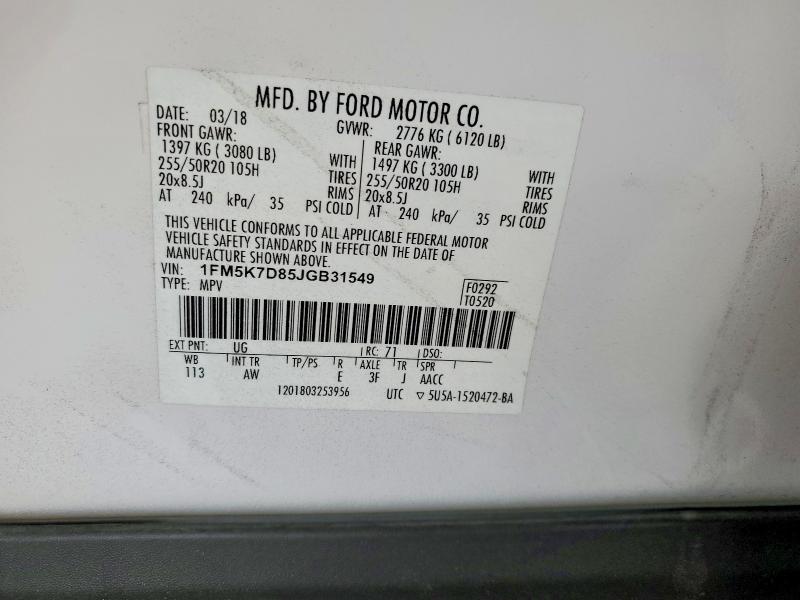 MFD. BY FORD MOTOR CO.
DATE: 03/18 GVWR: 2776 KG ( 6120 LB)
FRONT GAWR: REAR GAWR:
1397 KG ( 3080 LB) WITH 1497 KG ( 3300 LB) WITH
255/50R20 105H TIRES 255/50R20 105H TIRES
20x8.5J RIMS 20x8.5J RIMS
AT 240 kPa/ 35 PSI COLD AT 240 kPa/ 35 PSI COLD
THIS VEHICLE CONFORMS TO ALL APPLICABLE FEDERAL MOTOR
VEHICLE SAFETY STANDARDS IN EFFECT ON THE DATE OF
MANUFACTURE SHOWN ABOVE.
VIN: 1FM5K7D85JGB31549 F0292
TYPE: MPV T0520
EXT PNT: UG RC: 71 DSO:
WB INT TR TP/PS R AXLE TR SPR
113 AW E 3F J AACC
1201803253956 UTC ▽ 5U5A-1520472-BA